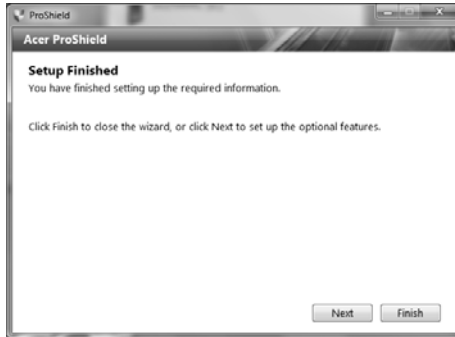 ProShield
Acer ProShield
Setup Finished
You have finished setting up the required information.
Click Finish to close the wizard, or click Next to set up the optional features.
Next Finish